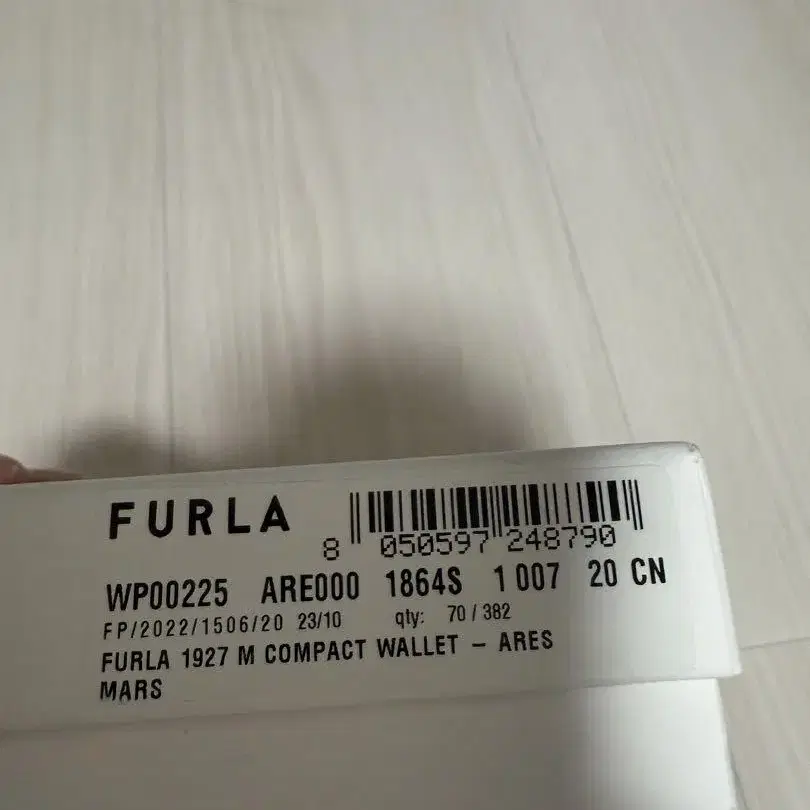 FURLA
8 050597 248790
WP00225 ARE000 1864S 1 007 20 CN
FP/2022/1506/20 23/10 qty: 70 / 382
FURLA 1927 M COMPACT WALLET – ARES
MARS